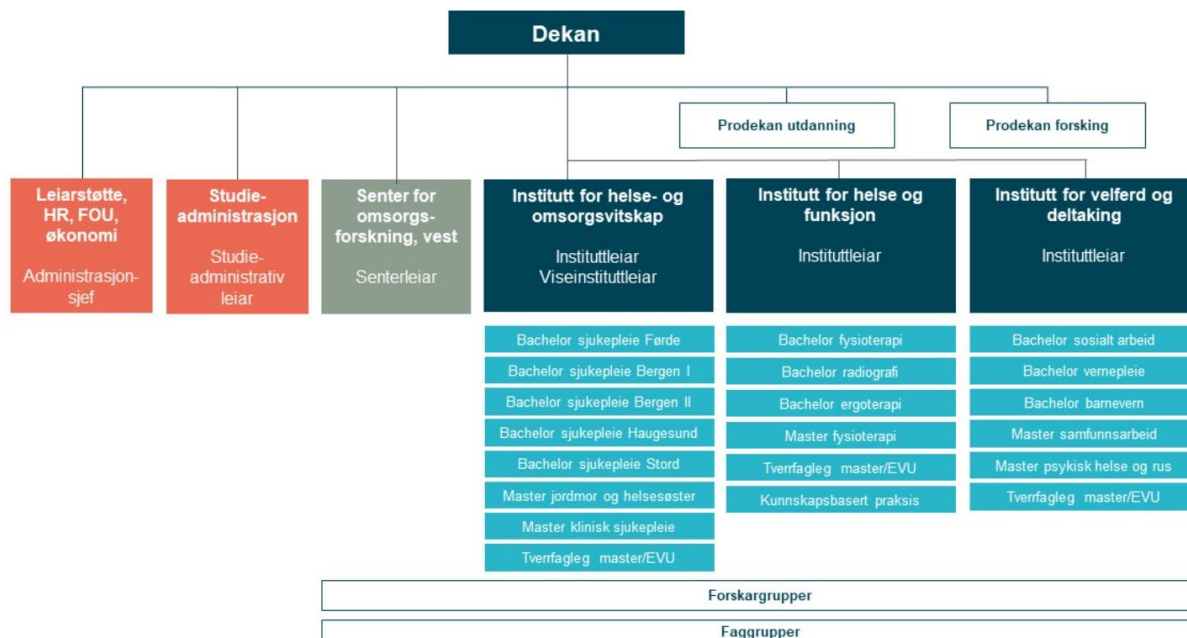 Dekan
Prodekan utdanning
Prodekan forsking
Leiarstøtte,
HR, FOU,
økonomi
Administrasjon-
sjef
Studie-
administrasjon
Studie-
administrativ
leiar
Senter for
omsorgs-
forskning, vest
Senterleiar
Institutt for helse- og
omsorgsvitskap
Instituttleiar
Viseinstituttleiar
Institutt for helse og
funksjon
Instituttleiar
Institutt for velferd og
deltaking
Instituttleiar
Bachelor sjukepleie Førde
Bachelor sjukepleie Bergen I
Bachelor sjukepleie Bergen II
Bachelor sjukepleie Haugesund
Bachelor sjukepleie Stord
Master jordmor og helsesøster
Master klinisk sjukepleie
Tverrfagleg master/EVU
Bachelor fysioterapi
Bachelor radiografi
Bachelor ergoterapi
Master fysioterapi
Tverrfagleg master/EVU
Kunnskapsbasert praksis
Bachelor sosialt arbeid
Bachelor vernepleie
Bachelor barnevern
Master samfunnsarbeid
Master psykisk helse og rus
Tverrfagleg master/EVU
Forskargrupper
Faggrupper